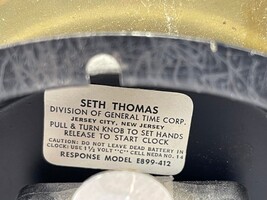 SETH THOMAS
DIVISION OF GENERAL TIME CORP.
JERSEY CITY, NEW JERSEY
PULL & TURN KNOB TO SET HANDS
RELEASE TO START CLOCK
CAUTION: DO NOT LEAVE DEAD BATTERY IN
CLOCK: USE 1½ VOLT "C" CELL NEDA NO. 14
RESPONSE MODEL E899-412